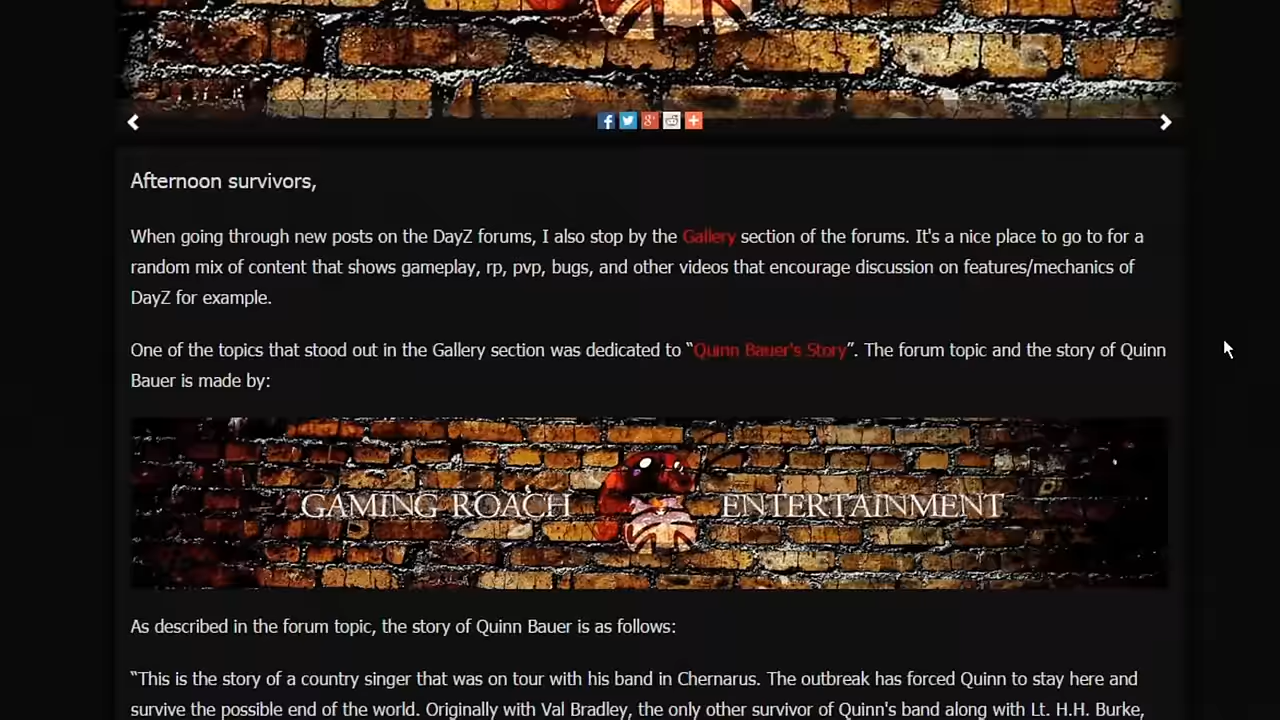 Afternoon survivors,
When going through new posts on the DayZ forums, I also stop by the Gallery section of the forums. It's a nice place to go to for a
random mix of content that shows gameplay, rp, pvp, bugs, and other videos that encourage discussion on features/mechanics of
DayZ for example.
One of the topics that stood out in the Gallery section was dedicated to “Quinn Bauer's Story”. The forum topic and the story of Quinn
Bauer is made by:
GAMING ROACH ENTERTAINMENT
As described in the forum topic, the story of Quinn Bauer is as follows:
“This is the story of a country singer that was on tour with his band in Chernarus. The outbreak has forced Quinn to stay here and
survive the possible end of the world. Originally with Val Bradley, the only other survivor of Quinn's band along with Lt. H.H. Burke,